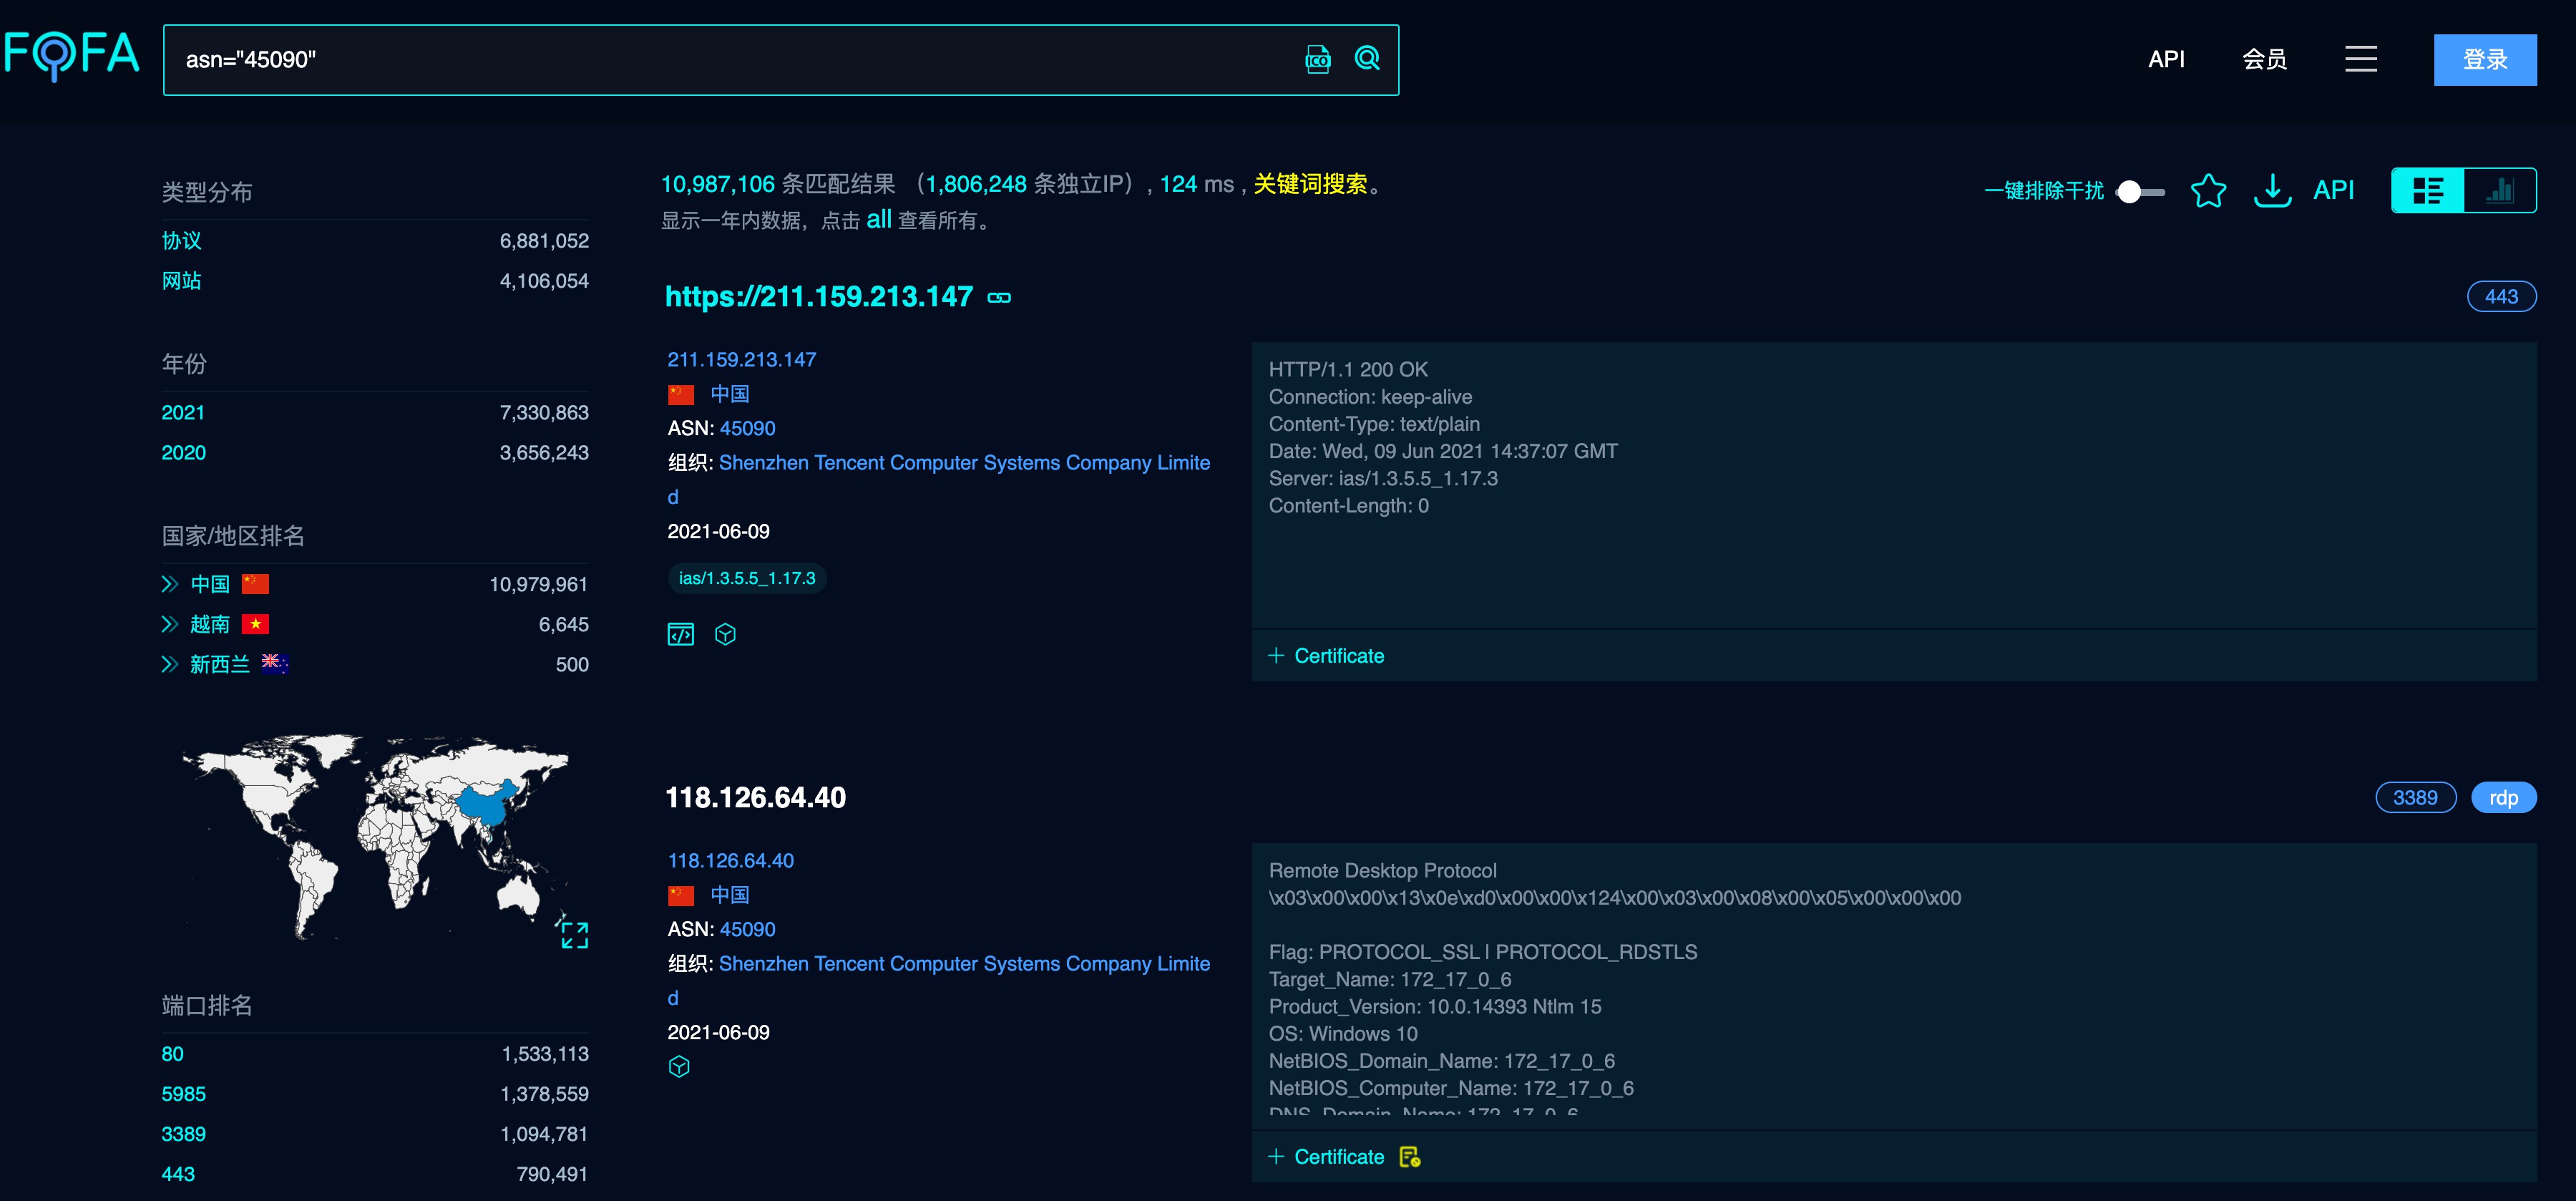 FOFA
asn="45090"
ICO
API
会员
登录
类型分布
协议 6,881,052
网站 4,106,054
年份
2021 7,330,863
2020 3,656,243
国家/地区排名
中国 10,979,961
越南 6,645
新西兰 500
端口排名
80 1,533,113
5985 1,378,559
3389 1,094,781
443 790,491
10,987,106 条匹配结果 （1,806,248 条独立IP）, 124 ms , 关键词搜索。
显示一年内数据，点击 all 查看所有。
一键排除干扰
API
https://211.159.213.147
443
211.159.213.147
中国
ASN: 45090
组织: Shenzhen Tencent Computer Systems Company Limite
d
2021-06-09
ias/1.3.5.5_1.17.3
HTTP/1.1 200 OK
Connection: keep-alive
Content-Type: text/plain
Date: Wed, 09 Jun 2021 14:37:07 GMT
Server: ias/1.3.5.5_1.17.3
Content-Length: 0
+ Certificate
118.126.64.40
3389
rdp
118.126.64.40
中国
ASN: 45090
组织: Shenzhen Tencent Computer Systems Company Limite
d
2021-06-09
Remote Desktop Protocol
\x03\x00\x00\x13\x0e\xd0\x00\x00\x124\x00\x03\x00\x08\x00\x05\x00\x00\x00
Flag: PROTOCOL_SSL | PROTOCOL_RDSTLS
Target_Name: 172_17_0_6
Product_Version: 10.0.14393 Ntlm 15
OS: Windows 10
NetBIOS_Domain_Name: 172_17_0_6
NetBIOS_Computer_Name: 172_17_0_6
DNS_Domain_Name: 172_17_0_6
+ Certificate